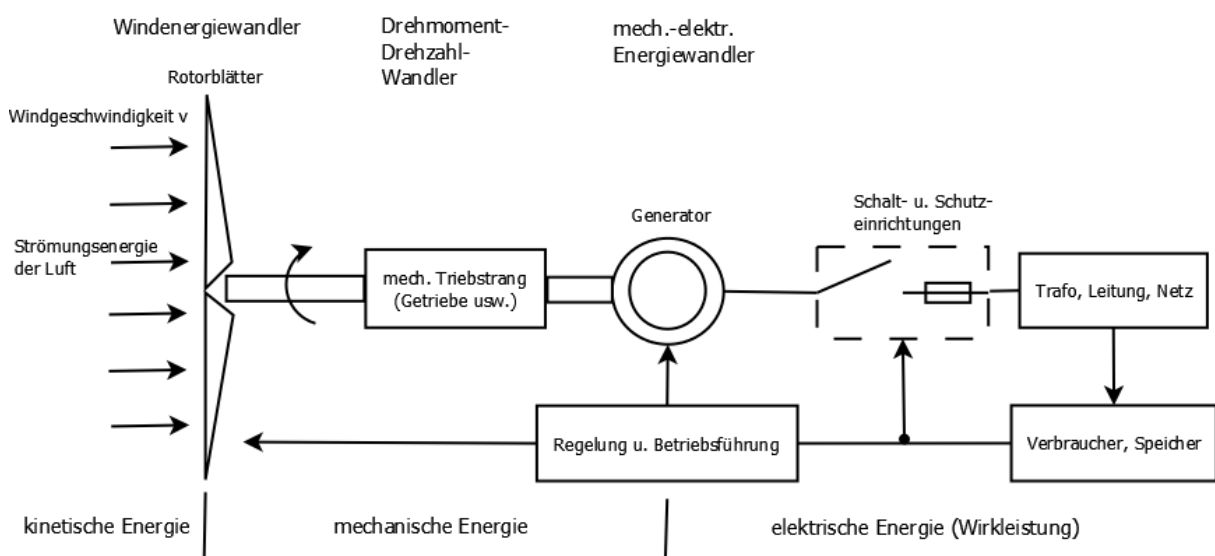 Windenergiewandler
Drehmoment-
Drehzahl-
Wandler
mech.-elektr.
Energiewandler
Rotorblätter
Windgeschwindigkeit v
Strömungsenergie
der Luft
mech. Triebstrang
(Getriebe usw.)
Generator
Schalt- u. Schutz-
einrichtungen
Trafo, Leitung, Netz
Regelung u. Betriebsführung
Verbraucher, Speicher
kinetische Energie
mechanische Energie
elektrische Energie (Wirkleistung)